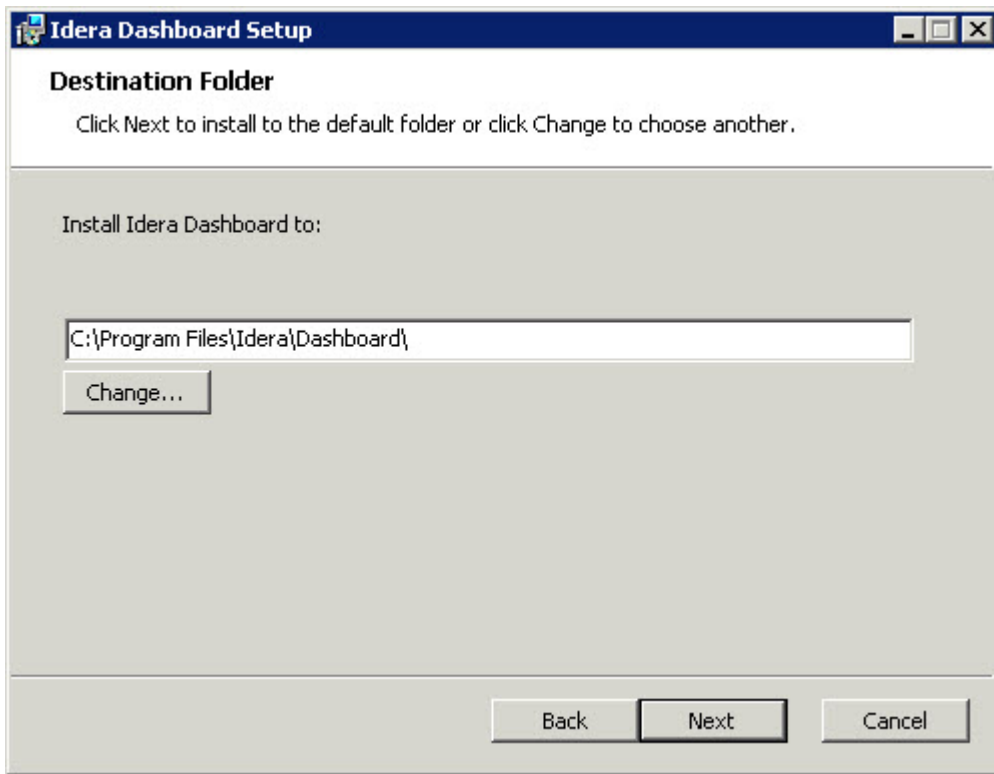 Idera Dashboard Setup
Destination Folder
Click Next to install to the default folder or click Change to choose another.
Install Idera Dashboard to:
C:\Program Files\Idera\Dashboard\
Change...
Back Next Cancel